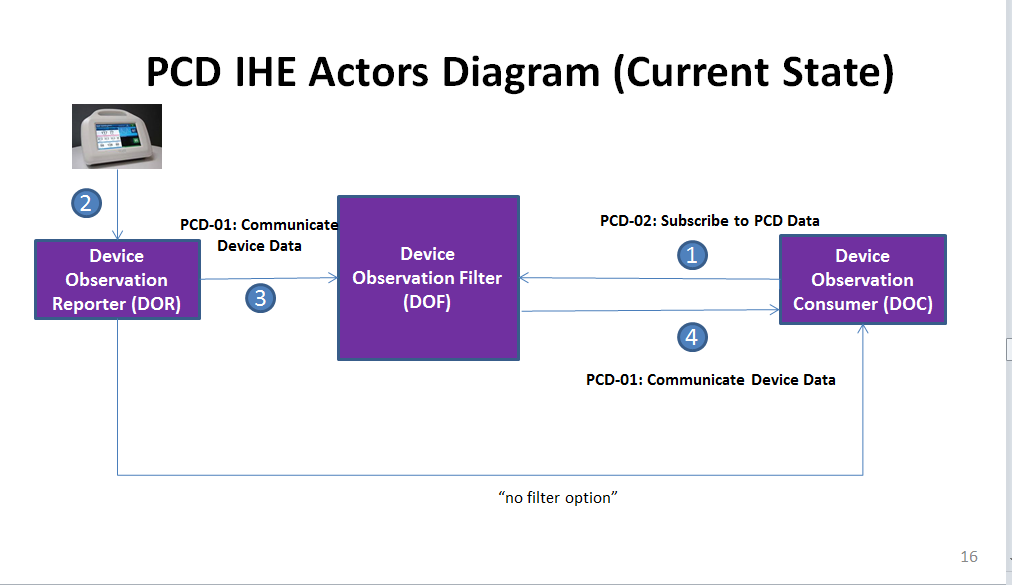 PCD IHE Actors Diagram (Current State)
2
PCD-01: Communicate
Device Data
PCD-02: Subscribe to PCD Data
1
Device
Observation
Reporter (DOR)
3
Device
Observation Filter
(DOF)
Device
Observation
Consumer (DOC)
4
PCD-01: Communicate Device Data
“no filter option”
16